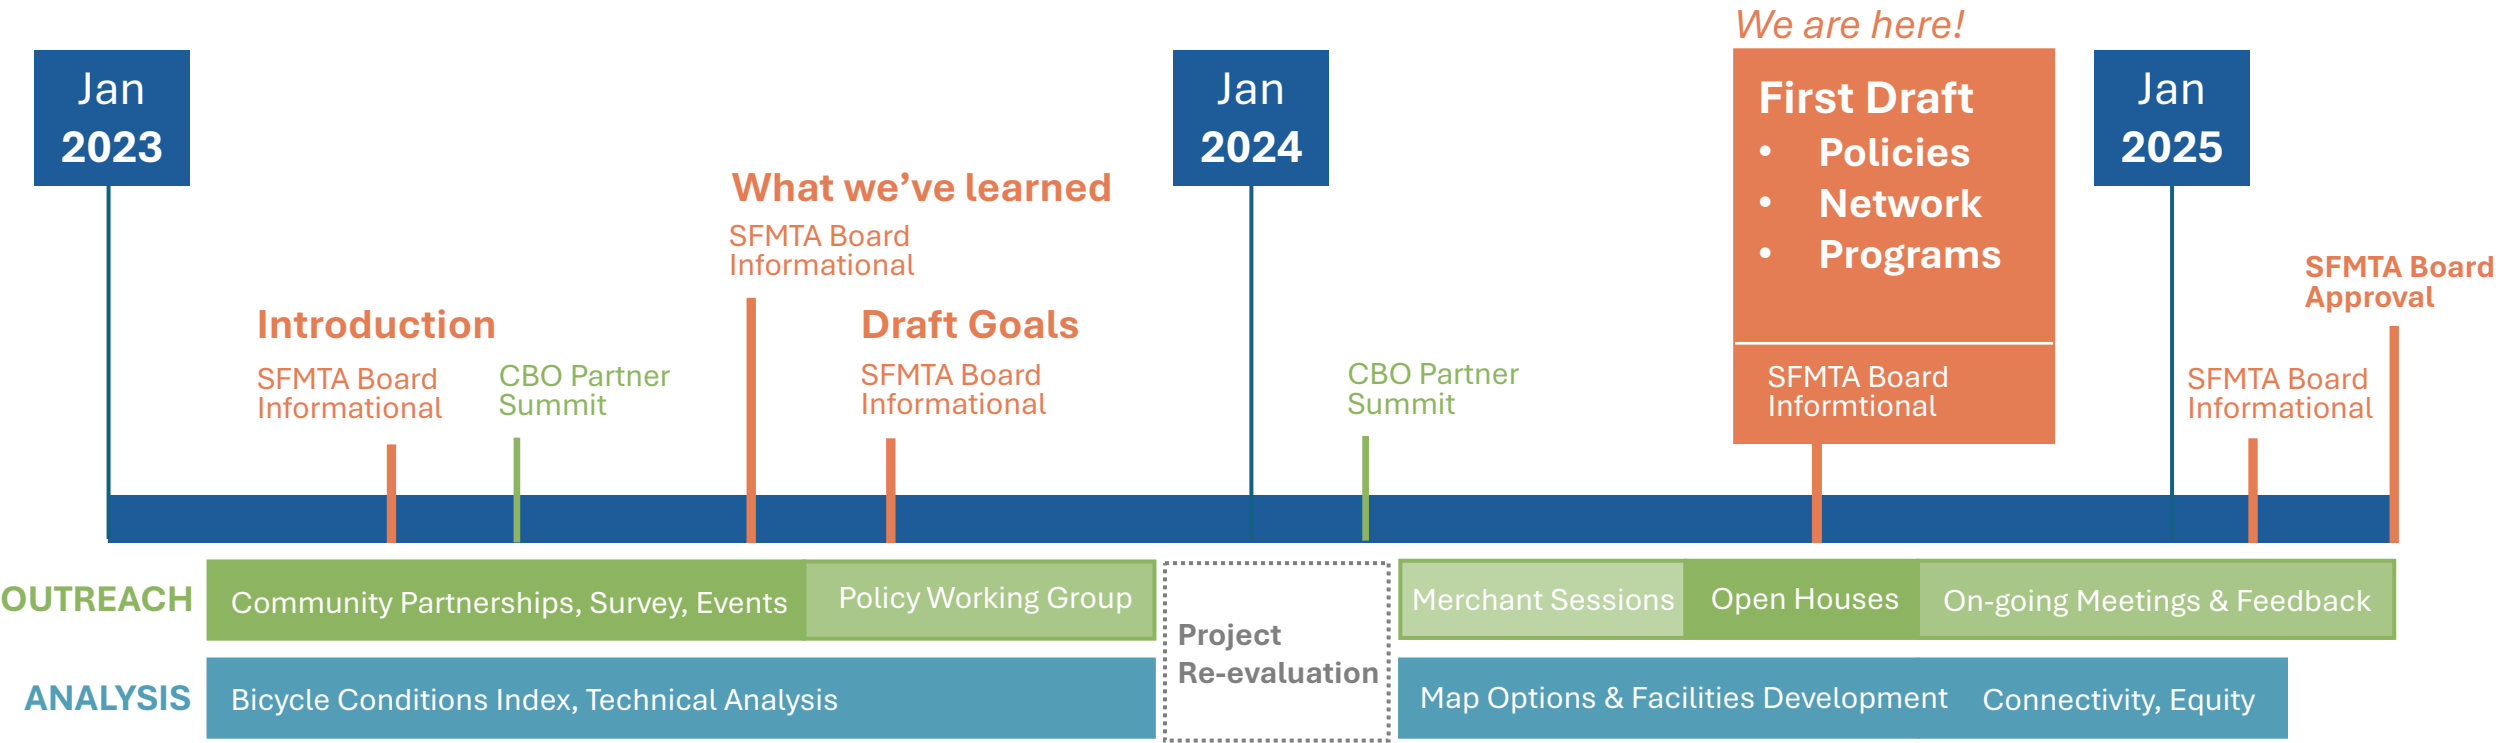 We are here!
Jan
2023
Jan
2024
First Draft
• Policies
• Network
• Programs
SFMTA Board
Informtional
Jan
2025
What we've learned
SFMTA Board
Informational
Introduction
SFMTA Board
Informational
CBO Partner
Summit
Draft Goals
SFMTA Board
Informational
CBO Partner
Summit
SFMTA Board
Approval
SFMTA Board
Informational
OUTREACH
Community Partnerships, Survey, Events
Policy Working Group
Project
Re-evaluation
Merchant Sessions
Open Houses
On-going Meetings & Feedback
ANALYSIS
Bicycle Conditions Index, Technical Analysis
Map Options & Facilities Development
Connectivity, Equity